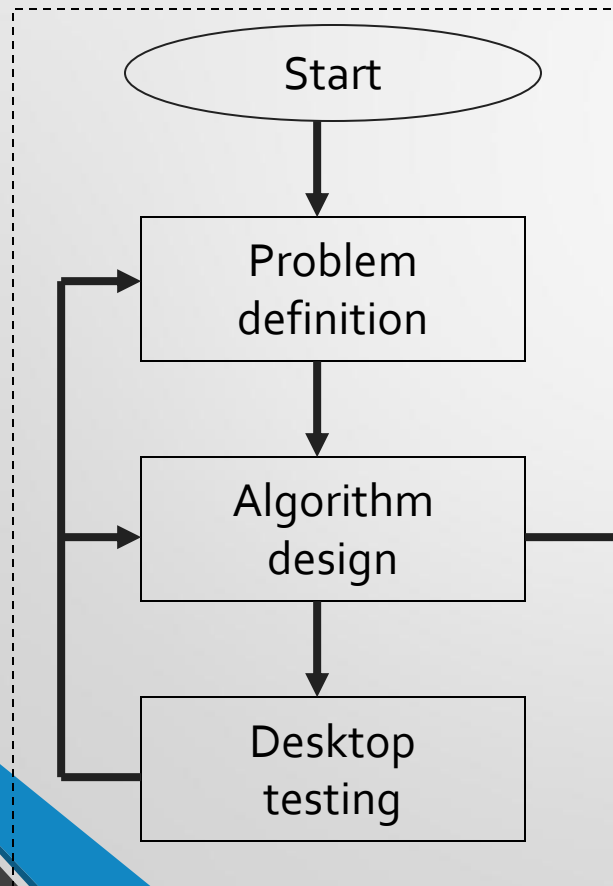 Start
Problem
definition
Algorithm
design
Desktop
testing